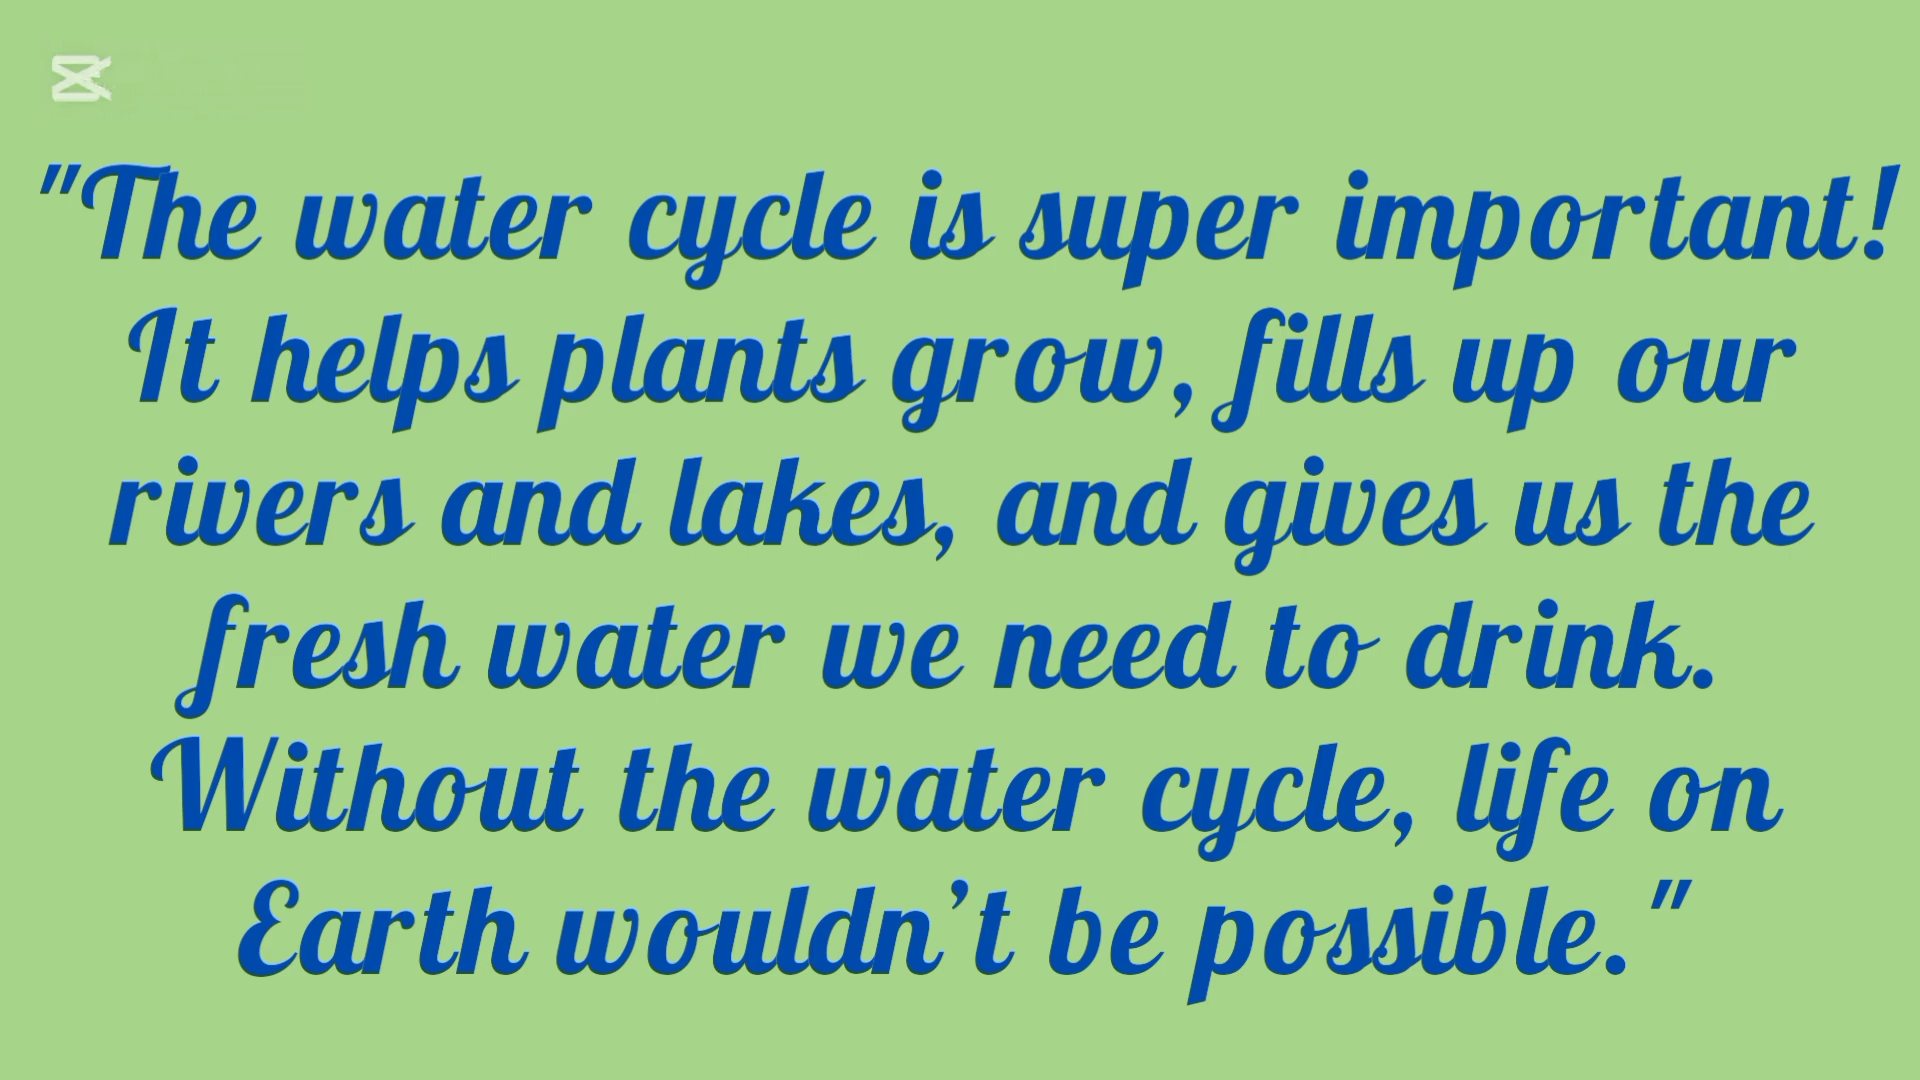 "The water cycle is super important!
It helps plants grow, fills up our
rivers and lakes, and gives us the
fresh water we need to drink.
Without the water cycle, life on
Earth wouldn’t be possible."